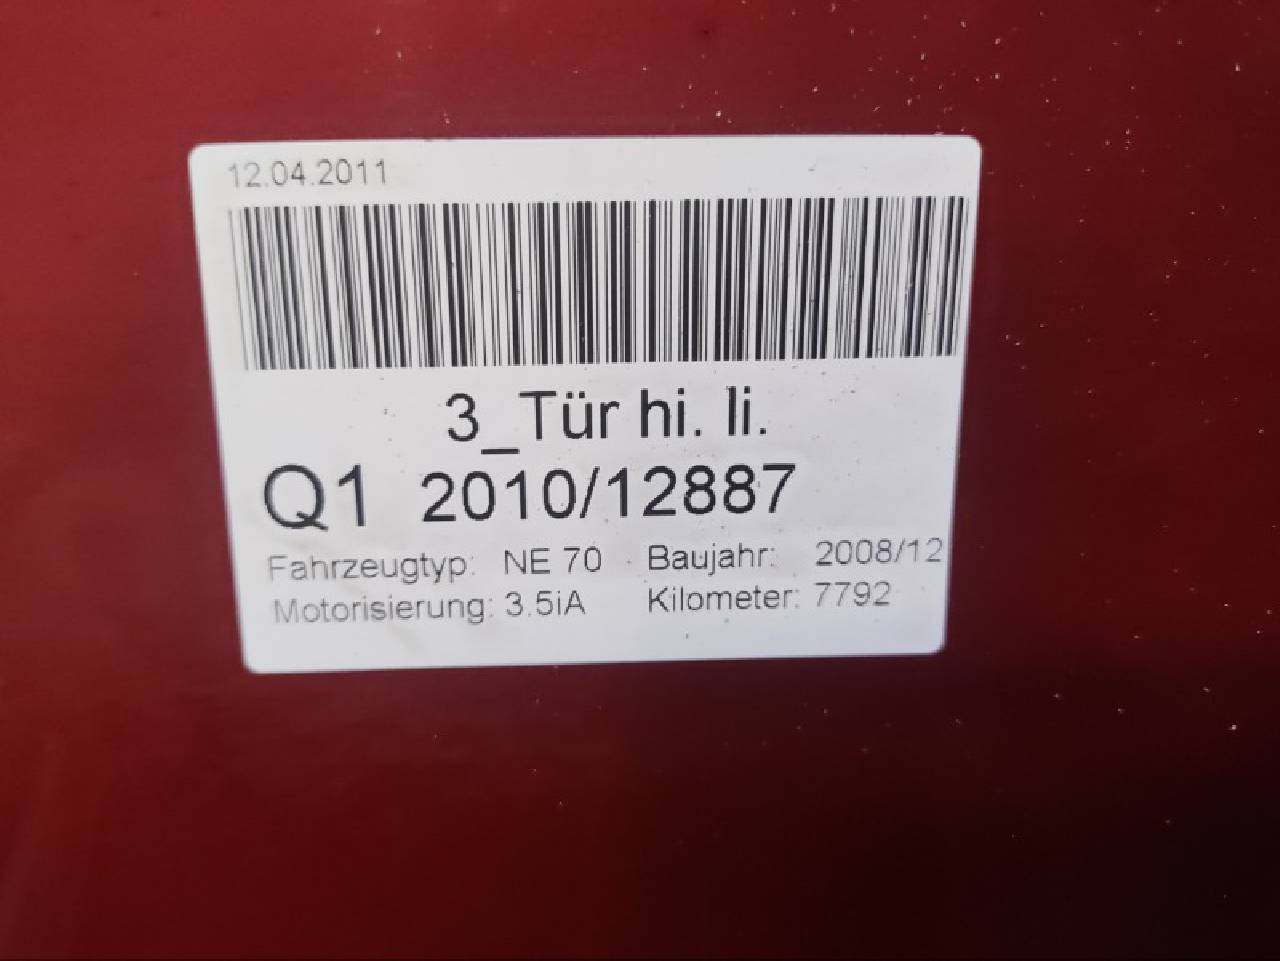 12.04.2011
3_Tür hi. li.
Q1 2010/12887
Fahrzeugtyp: NE 70 Baujahr: 2008/12
Motorisierung: 3.5iA Kilometer: 7792